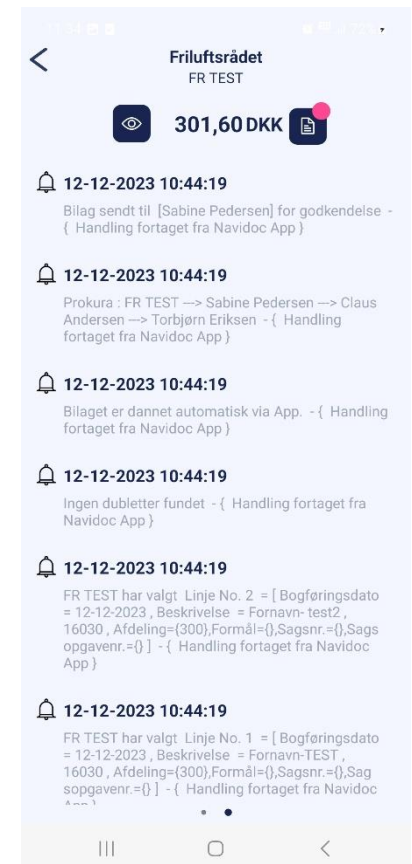 Friluftsrådet
FR TEST
301,60 DKK
12-12-2023 10:44:19
Bilag sendt til [Sabine Pedersen] for godkendelse -
{ Handling fortaget fra Navidoc App }
12-12-2023 10:44:19
Prokura : FR TEST ---> Sabine Pedersen ---> Claus
Andersen ---> Torbjørn Eriksen - { Handling
fortaget fra Navidoc App }
12-12-2023 10:44:19
Bilaget er dannet automatisk via App. - { Handling
fortaget fra Navidoc App }
12-12-2023 10:44:19
Ingen dubletter fundet - { Handling fortaget fra
Navidoc App }
12-12-2023 10:44:19
FR TEST har valgt Linje No. 2 = [ Bogføringsdato
= 12-12-2023 , Beskrivelse = Fornavn- test2 ,
16030 , Afdeling={300},Formål={},Sagsnr.={},Sags
opgavenr.={} ] - { Handling fortaget fra Navidoc
App }
12-12-2023 10:44:19
FR TEST har valgt Linje No. 1 = [ Bogføringsdato
= 12-12-2023 , Beskrivelse = Fornavn-TEST ,
16030 , Afdeling={300},Formål={},Sagsnr.={},Sag
sopgavenr.={} ] - { Handling fortaget fra Navidoc
App }